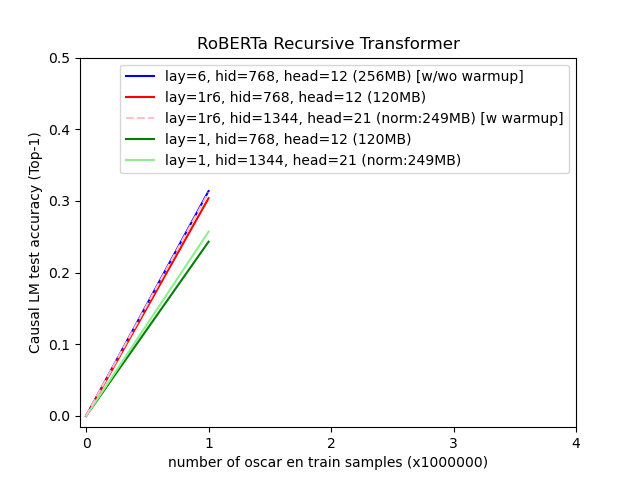 RoBERTa Recursive Transformer
lay=6, hid=768, head=12 (256MB) [w/wo warmup]
lay=1r6, hid=768, head=12 (120MB)
lay=1r6, hid=1344, head=21 (norm:249MB) [w warmup]
lay=1, hid=768, head=12 (120MB)
lay=1, hid=1344, head=21 (norm:249MB)
Causal LM test accuracy (Top-1)
0.5
0.4
0.3
0.2
0.1
0.0
0 1 2 3 4
number of oscar en train samples (x1000000)